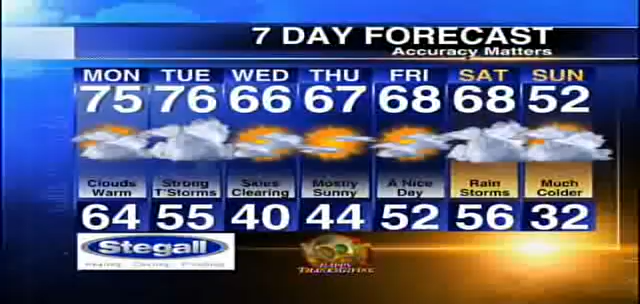 7 DAY FORECAST
Accuracy Matters
MON TUE WED THU FRI SAT SUN
75 76 66 67 68 68 52
Clouds Strong Skies Mostly A Nice Rain Much
Warm T'Storms Clearing Sunny Day Storms Colder
64 55 40 44 52 56 32
Stegall
HAPPY
THANKSGIVING